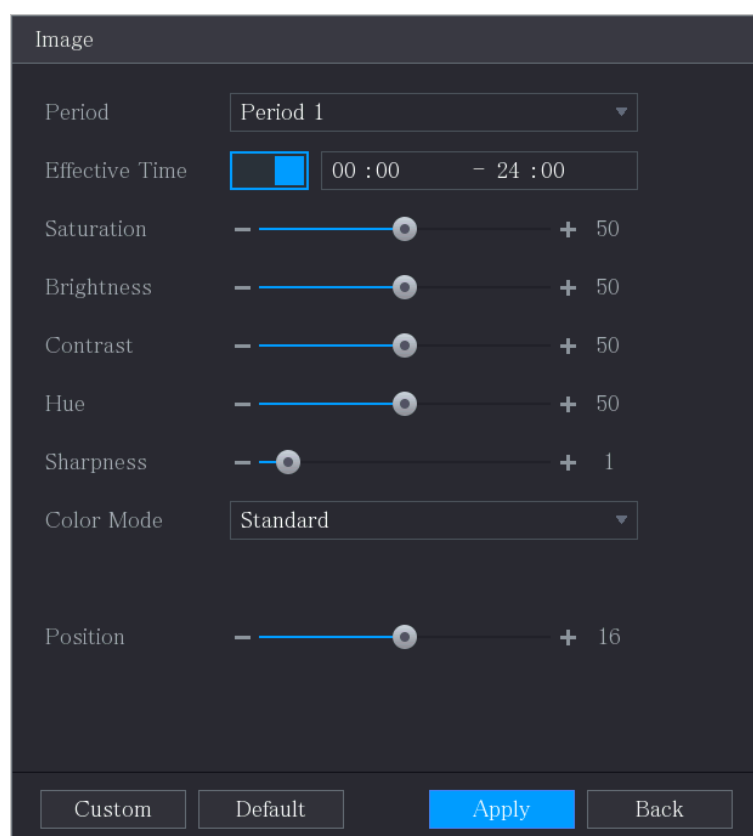 Image
Period Period 1
Effective Time 00 :00 - 24 :00
Saturation 50
Brightness 50
Contrast 50
Hue 50
Sharpness 1
Color Mode Standard
Position 16
Custom Default Apply Back